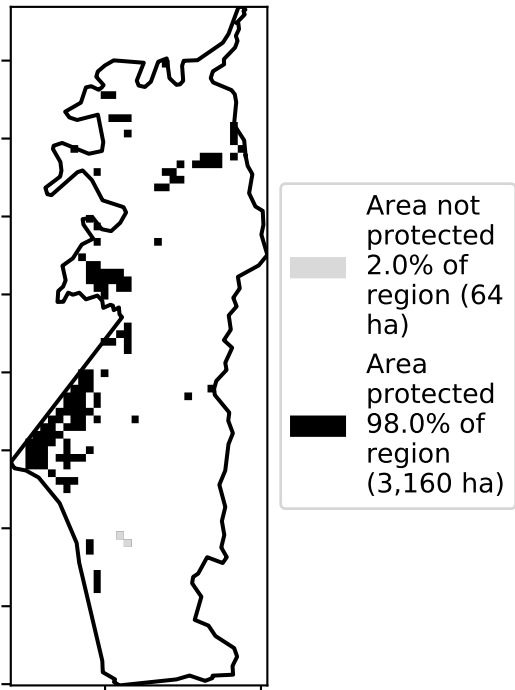 Area not
protected
2.0% of
region (64
ha)
Area
protected
98.0% of
region
(3,160 ha)